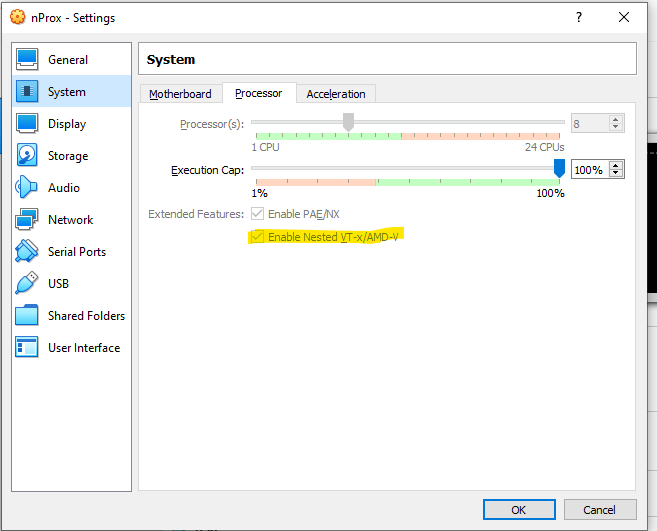 nProx - Settings
?
General
System
Display
Storage
Audio
Network
Serial Ports
USB
Shared Folders
User Interface
System
Motherboard
Processor
Acceleration
Processor(s):
8
1 CPU
24 CPUs
Execution Cap:
100%
1%
100%
Extended Features:
Enable PAE/NX
Enable Nested VT-x/AMD-V
OK
Cancel